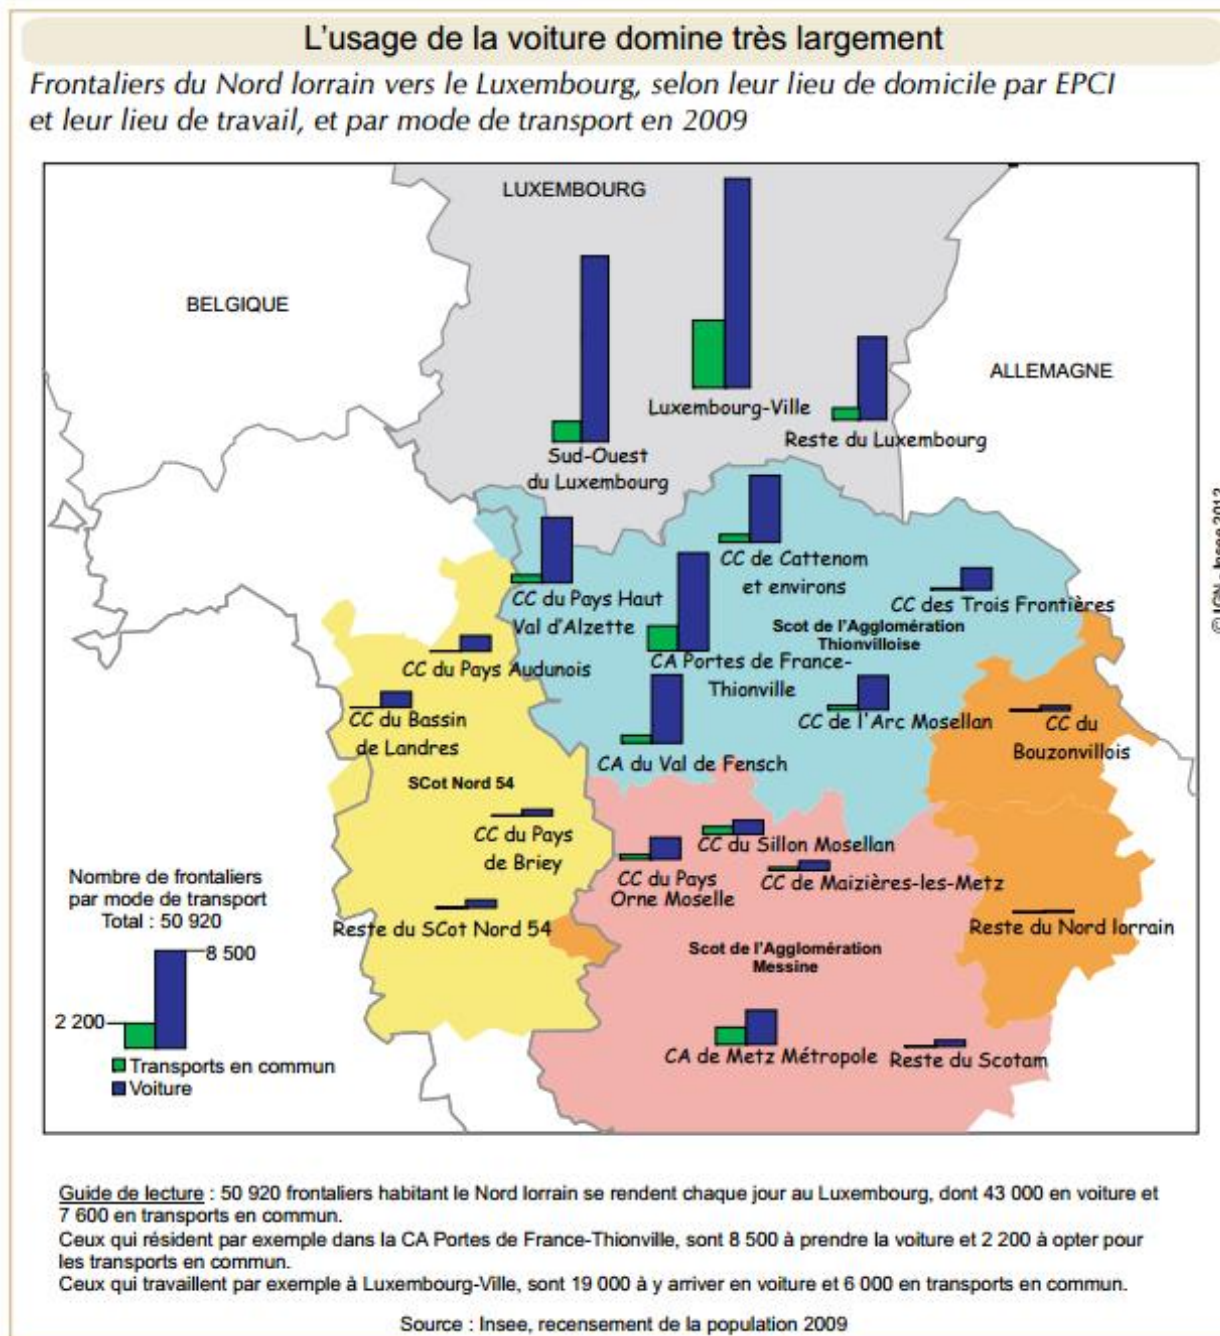 L'usage de la voiture domine très largement
Frontaliers du Nord lorrain vers le Luxembourg, selon leur lieu de domicile par EPCI
et leur lieu de travail, et par mode de transport en 2009
LUXEMBOURG
BELGIQUE
ALLEMAGNE
Luxembourg-Ville
Reste du Luxembourg
Sud-Ouest
du Luxembourg
© IGN - Insee 2012
CC de Cattenom
et environs
CC du Pays Haut
Val d'Alzette
CC des Trois Frontières
Scot de l'Agglomération
Thionvilloise
CC du Pays Audunois
CA Portes de France-
Thionville
CC du Bassin
de Landres
CC de l'Arc Mosellan
CC du
Bouzonvillois
CA du Val de Fensch
SCot Nord 54
CC du Pays
de Briey
CC du Sillon Mosellan
CC du Pays
Orne Moselle
CC de Maizières-les-Metz
Reste du SCot Nord 54
Reste du Nord lorrain
Scot de l'Agglomération
Messine
CA de Metz Métropole
Reste du Scotam
Nombre de frontaliers
par mode de transport
Total : 50 920
8 500
2 200
Transports en commun
Voiture
Guide de lecture : 50 920 frontaliers habitant le Nord lorrain se rendent chaque jour au Luxembourg, dont 43 000 en voiture et
7 600 en transports en commun.
Ceux qui résident par exemple dans la CA Portes de France-Thionville, sont 8 500 à prendre la voiture et 2 200 à opter pour
les transports en commun.
Ceux qui travaillent par exemple à Luxembourg-Ville, sont 19 000 à y arriver en voiture et 6 000 en transports en commun.
Source : Insee, recensement de la population 2009